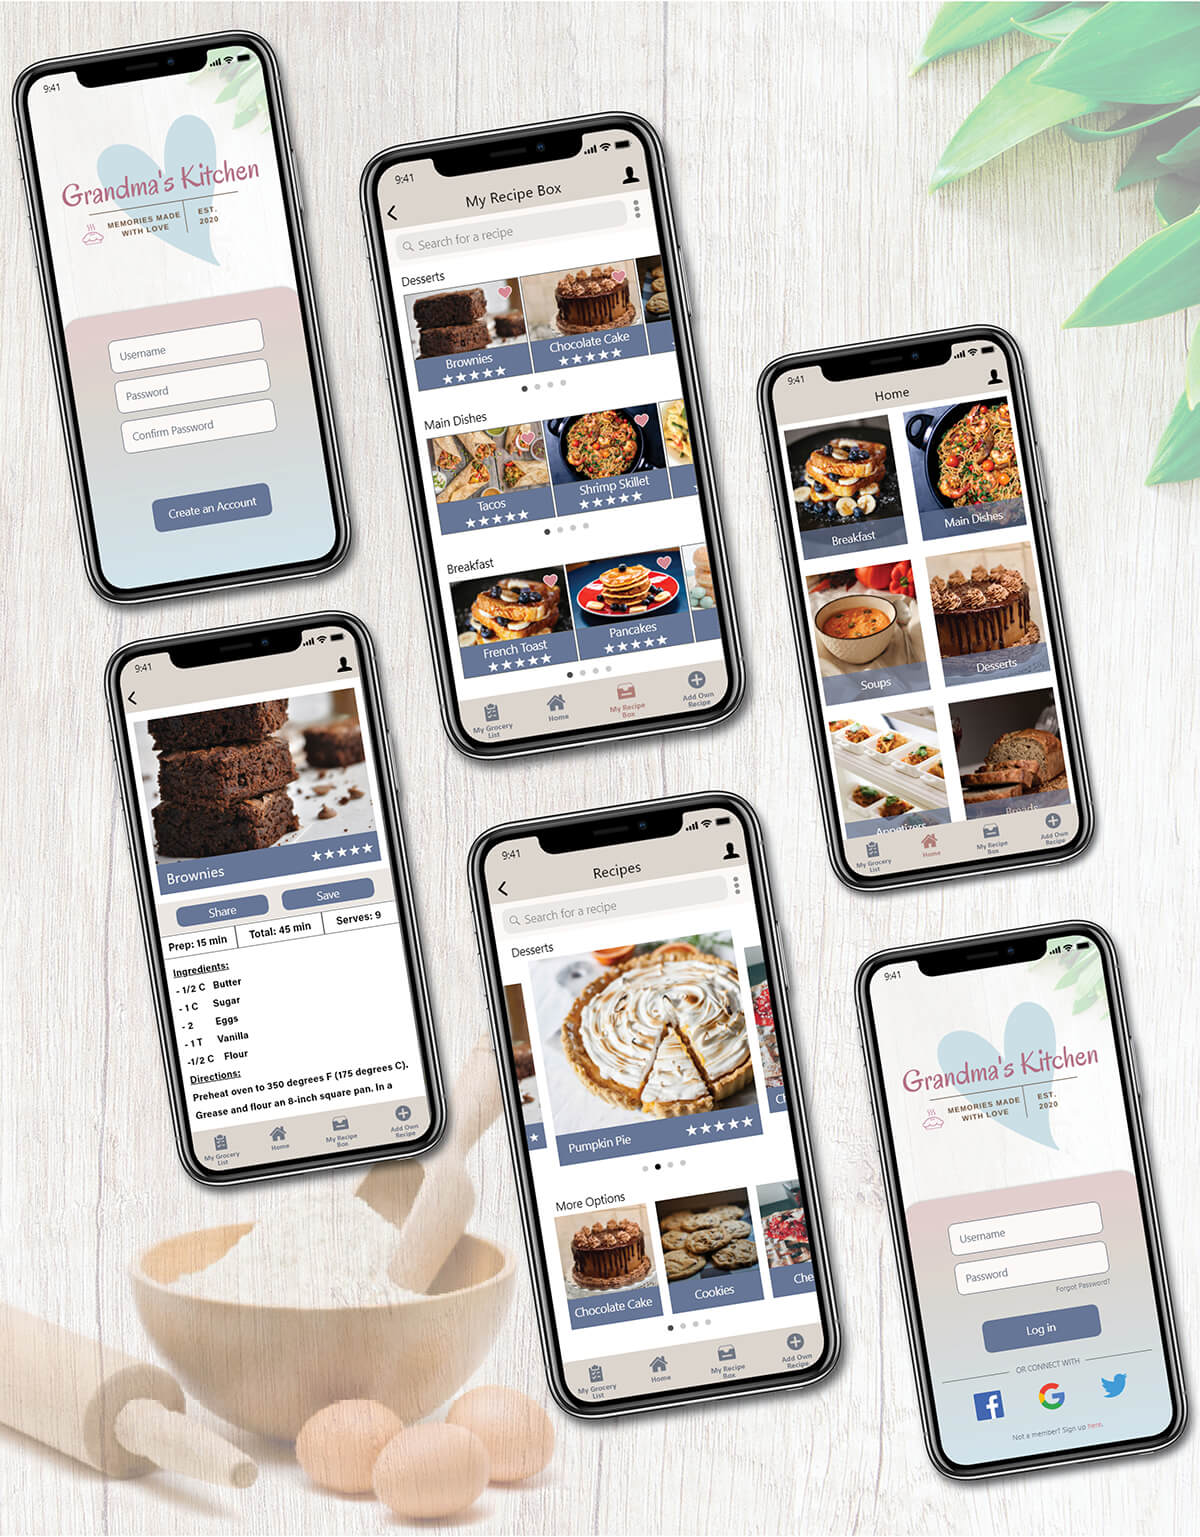 9:41
Grandma's Kitchen
MEMORIES MADE
WITH LOVE
EST.
2020
Username
Password
Confirm Password
Create an Account
9:41
My Recipe Box
Search for a recipe
Desserts
Brownies
Chocolate Cake
Main Dishes
Tacos
Shrimp Skillet
Breakfast
French Toast
Pancakes
My Grocery
List
Home
My Recipe
Box
Add Own
Recipe
9:41
Home
Breakfast
Main Dishes
Soups
Desserts
Appetizers
Breads
My Grocery
List
Home
My Recipe
Box
Add Own
Recipe
9:41
Brownies
Share
Save
Prep: 15 min
Total: 45 min
Serves: 9
Ingredients:
- 1/2 C Butter
- 1 C Sugar
- 2 Eggs
- 1 T Vanilla
-1/2 C Flour
Directions:
Preheat oven to 350 degrees F (175 degrees C).
Grease and flour an 8-inch square pan. In a
My Grocery
List
Home
My Recipe
Box
Add Own
Recipe
9:41
Recipes
Search for a recipe
Desserts
Pumpkin Pie
Ch
More Options
Chocolate Cake
Cookies
Che
My Grocery
List
Home
My Recipe
Box
Add Own
Recipe
9:41
Grandma's Kitchen
MEMORIES MADE
WITH LOVE
EST.
2020
Username
Password
Forgot Password?
Log in
OR CONNECT WITH
Not a member? Sign up here.